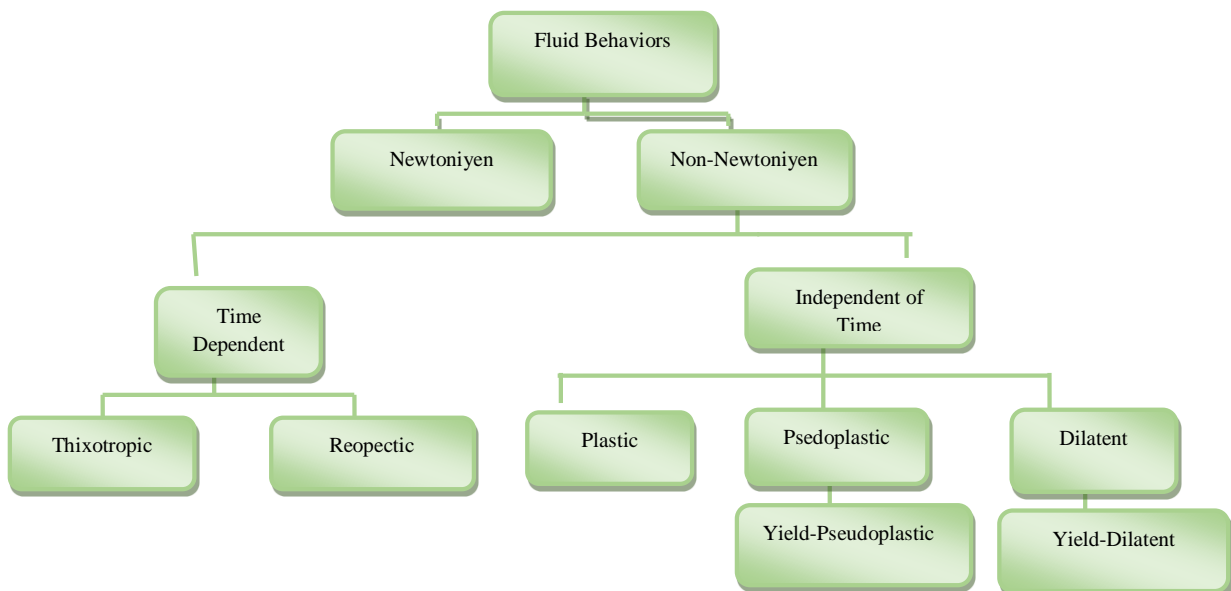 Fluid Behaviors
Newtoniyen
Non-Newtoniyen
Time
Dependent
Independent of
Time
Thixotropic
Reopectic
Plastic
Psedoplastic
Dilatent
Yield-Pseudoplastic
Yield-Dilatent